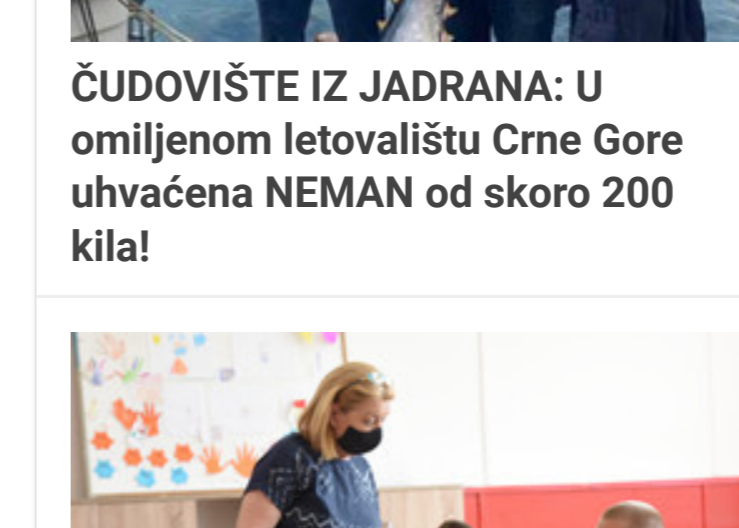 ČUDOVIŠTE IZ JADRANA: U
omiljenom letovalištu Crne Gore
uhvaćena NEMAN od skoro 200
kila!